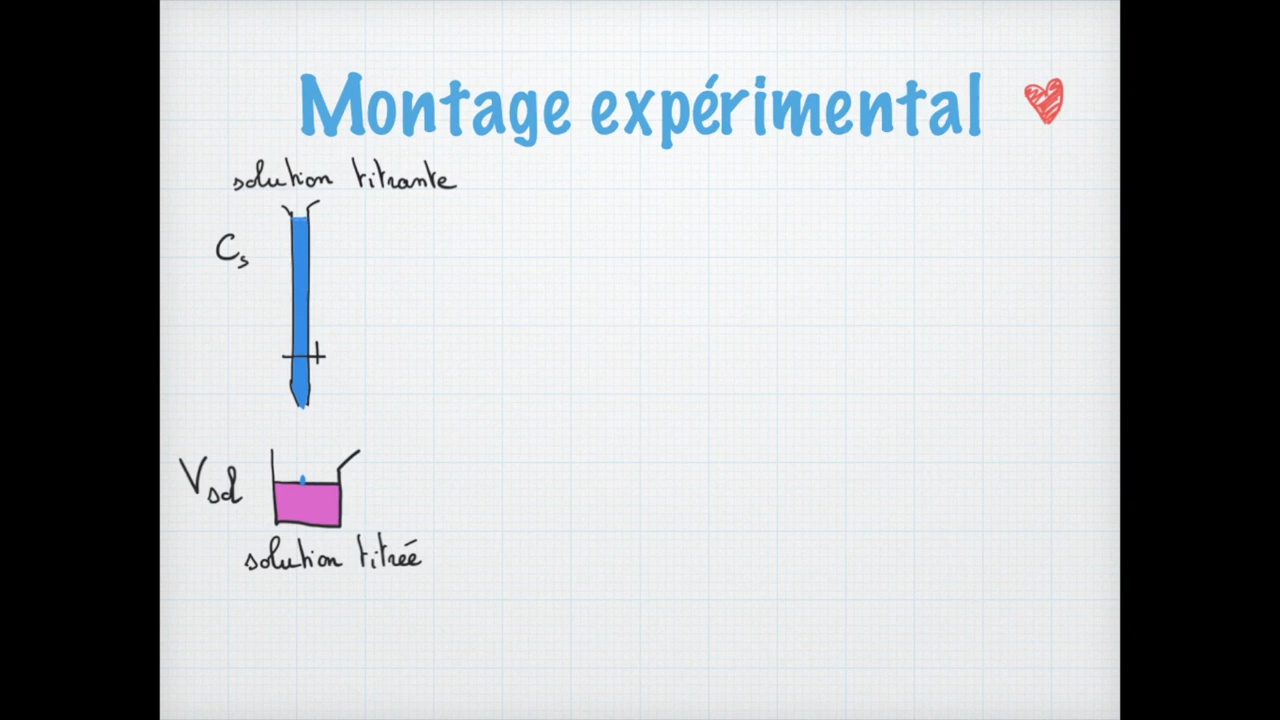 Montage expérimental
solution titrante
Cs
Vsol
solution titrée